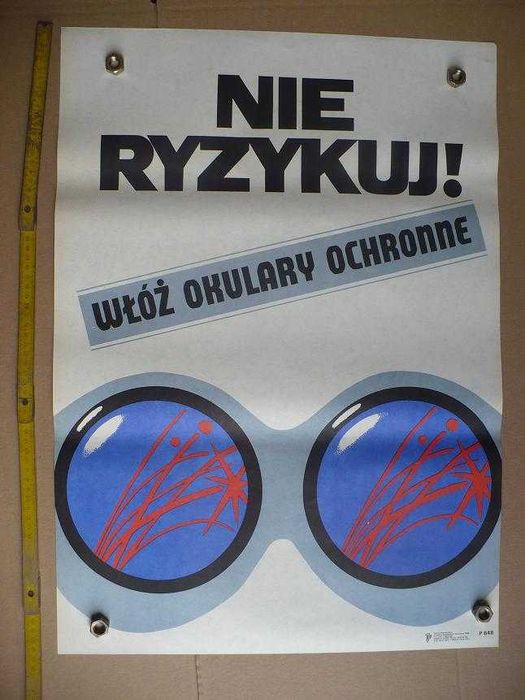 NIE
RYZYKUJ!
WŁÓŻ OKULARY OCHRONNE
P 848